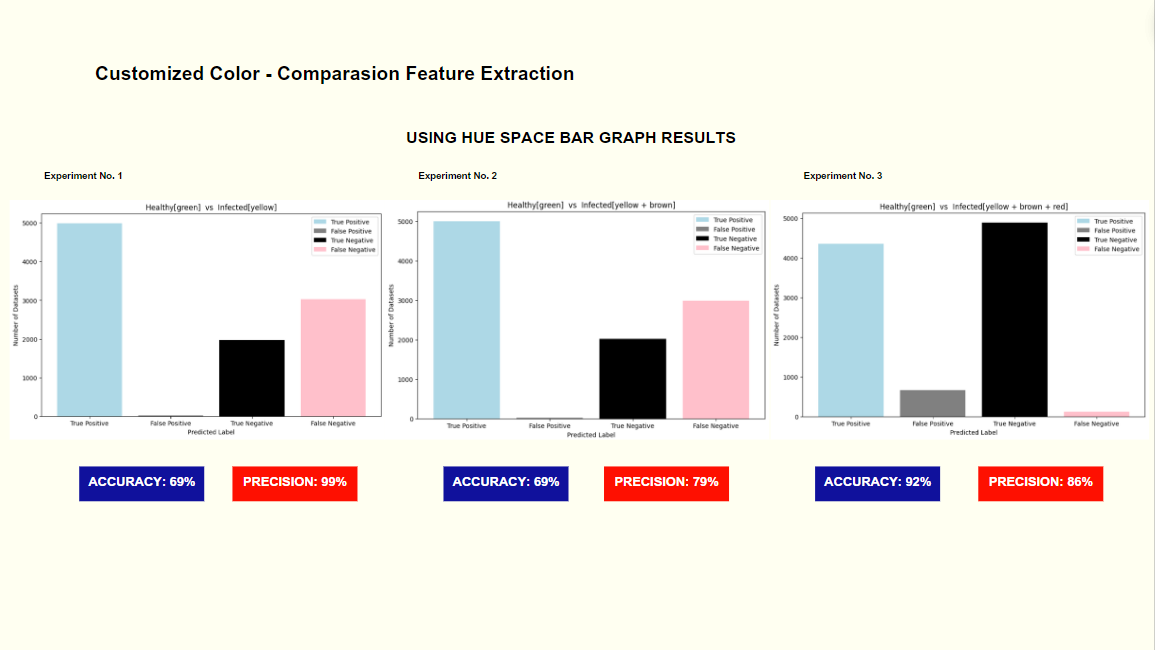 Customized Color - Comparasion Feature Extraction
USING HUE SPACE BAR GRAPH RESULTS
Experiment No. 1
Experiment No. 2
Experiment No. 3
Healthy[green] vs Infected[yellow]
True Positive
False Positive
True Negative
False Negative
5000
4000
3000
2000
1000
0
Number of Datasets
True Positive
False Positive
True Negative
False Negative
Predicted Label
Healthy[green] vs Infected[yellow + brown]
True Positive
False Positive
True Negative
False Negative
5000
4000
3000
2000
1000
0
Number of Datasets
True Positive
False Positive
True Negative
False Negative
Predicted Label
Healthy[green] vs Infected[yellow + brown + red]
True Positive
False Positive
True Negative
False Negative
5000
4000
3000
2000
1000
0
Number of Datasets
True Positive
False Positive
True Negative
False Negative
Predicted Label
ACCURACY: 69%
PRECISION: 99%
ACCURACY: 69%
PRECISION: 79%
ACCURACY: 92%
PRECISION: 86%